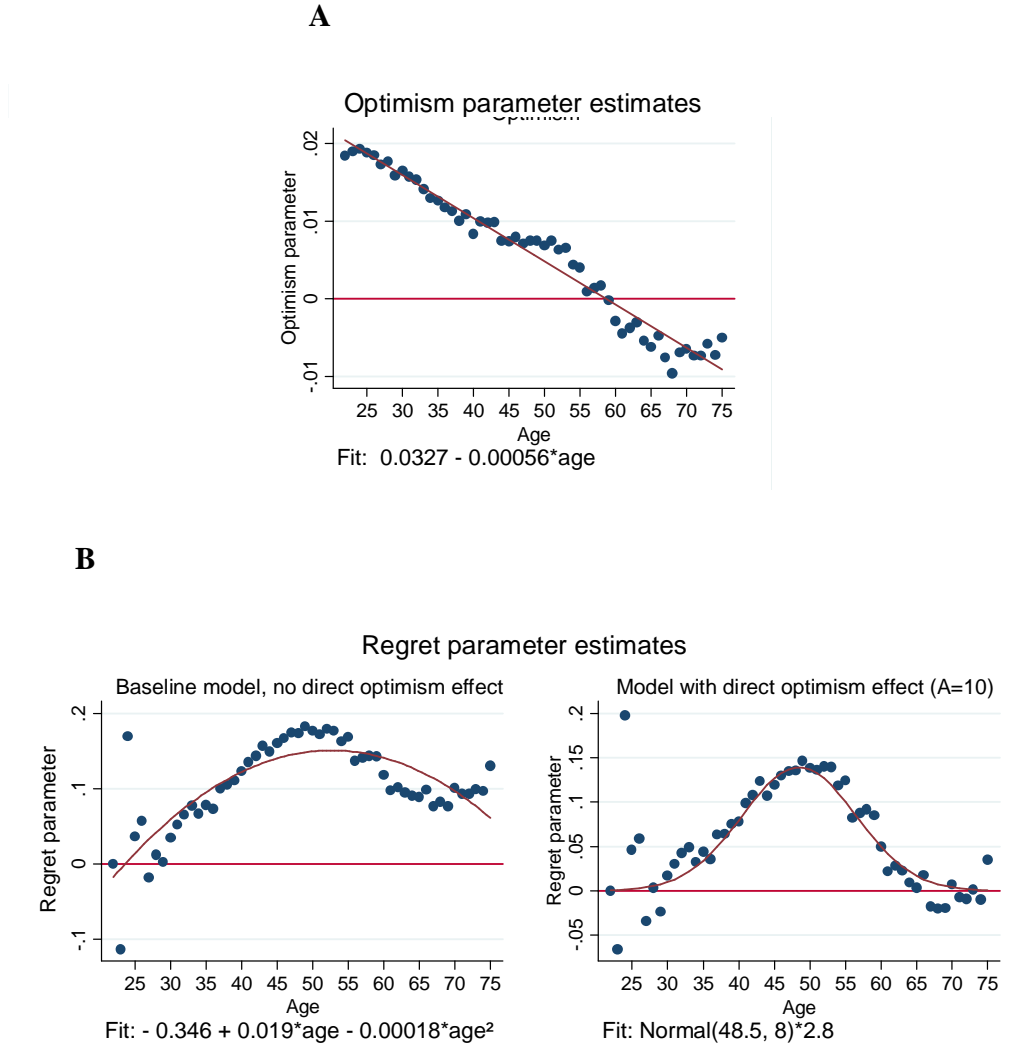 A
Optimism parameter estimates
Optimism
Optimism parameter
.02
.01
0
-.01
25 30 35 40 45 50 55 60 65 70 75
Age
Fit: 0.0327 - 0.00056*age
B
Regret parameter estimates
Baseline model, no direct optimism effect
Regret parameter
.2
.1
0
-.1
25 30 35 40 45 50 55 60 65 70 75
Age
Fit: - 0.346 + 0.019*age - 0.00018*age²
Model with direct optimism effect (A=10)
Regret parameter
.2
.15
.1
.05
0
-.05
25 30 35 40 45 50 55 60 65 70 75
Age
Fit: Normal(48.5, 8)*2.8